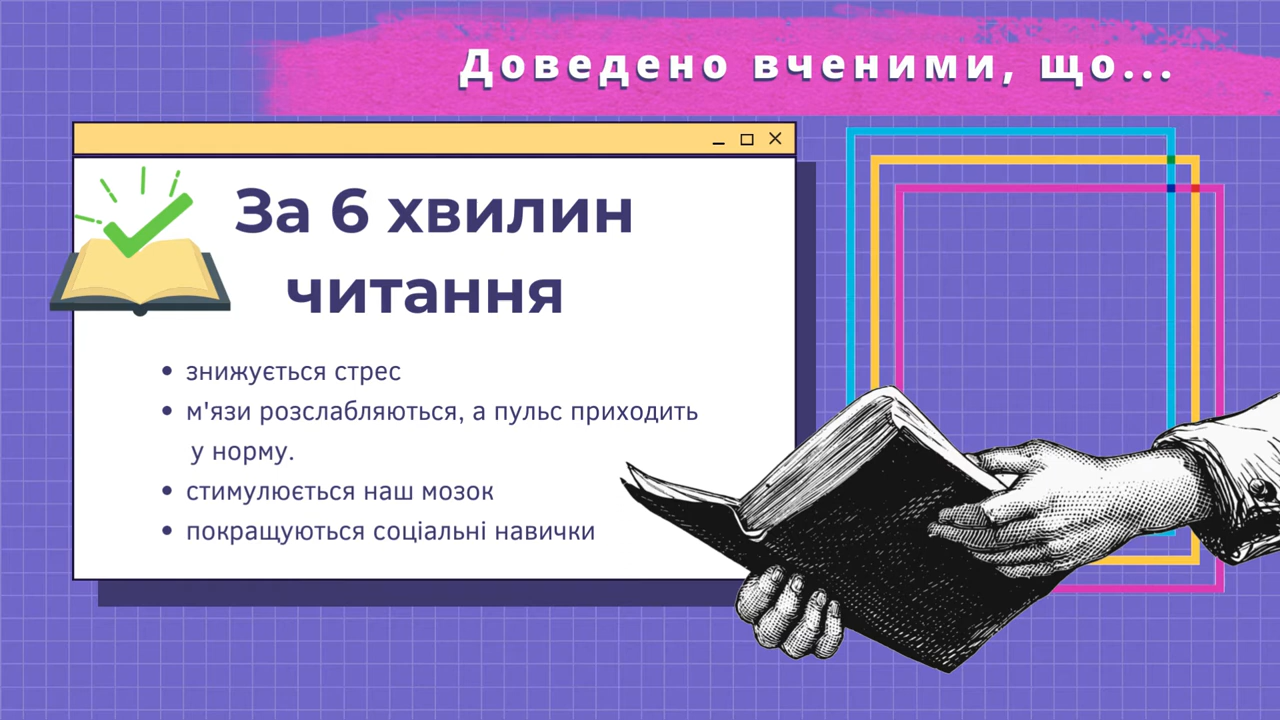 Доведено вченими, що...
За 6 хвилин
читання
• знижується стрес
• м'язи розслабляються, а пульс приходить
у норму.
• стимулюється наш мозок
• покращуються соціальні навички